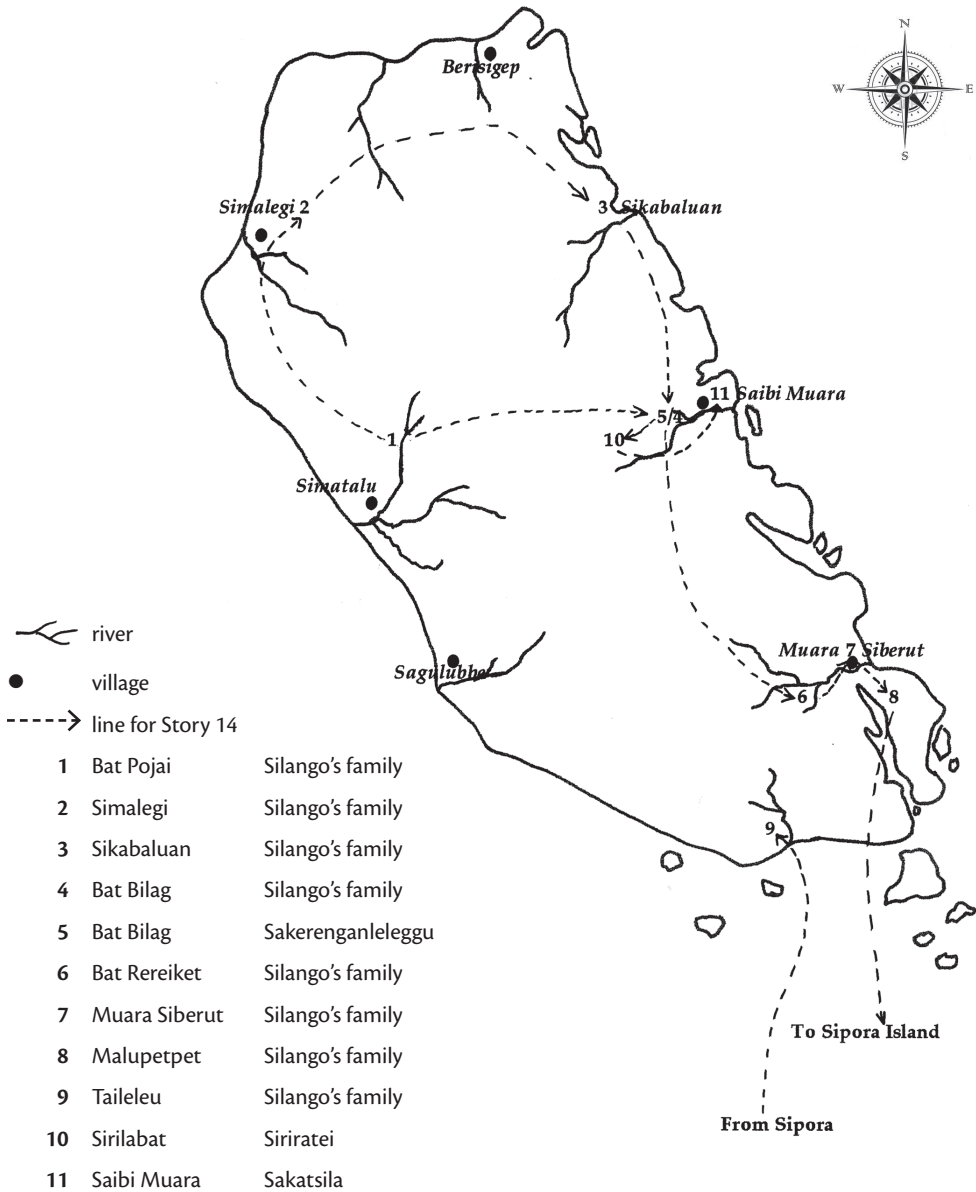 N
W E
S
Berisigep
Simalegi 2
3 Sikabaluan
11 Saibi Muara
5/4
10
1
Simatalu
Muara 7 Siberut
6
8
Sagulubbe
9
To Sipora Island
From Sipora
river
village
line for Story 14
1 Bat Pojai Silango’s family
2 Simalegi Silango’s family
3 Sikabaluan Silango’s family
4 Bat Bilag Silango’s family
5 Bat Bilag Sakerenganleleggu
6 Bat Rereiket Silango’s family
7 Muara Siberut Silango’s family
8 Malupetpet Silango’s family
9 Taileleu Silango’s family
10 Sirilabat Siriratei
11 Saibi Muara Sakatsila